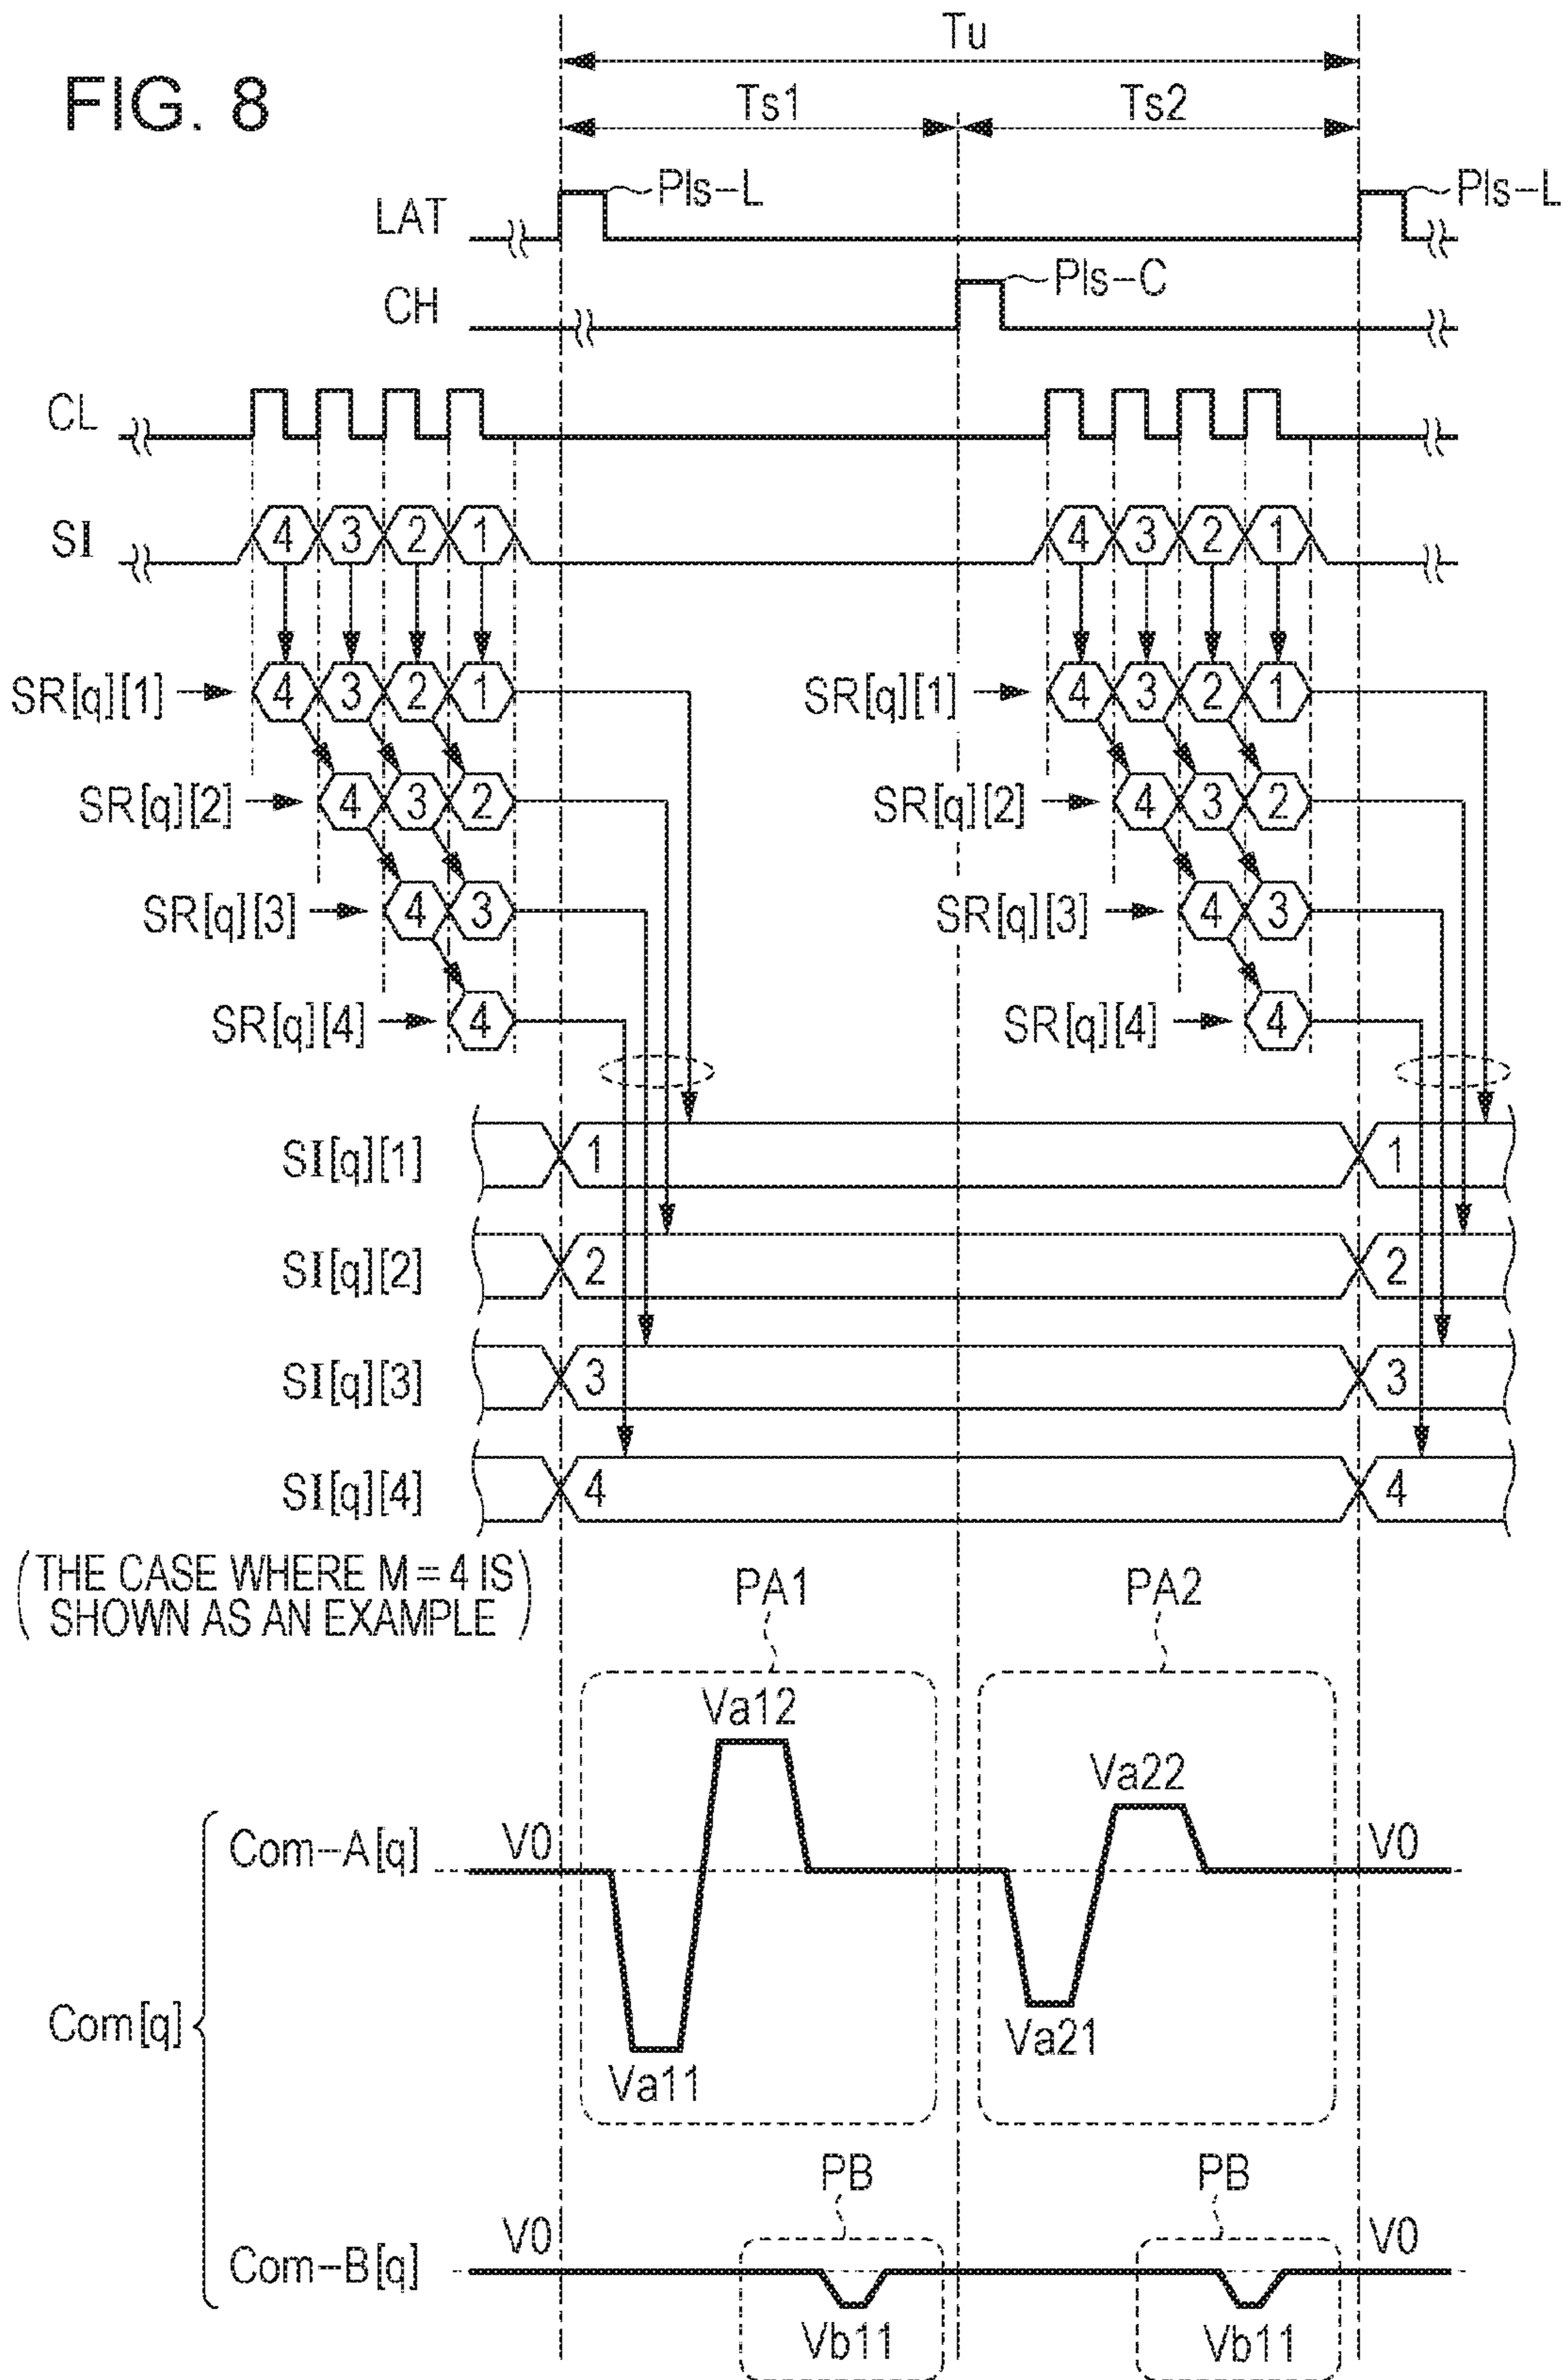 FIG. 8
Tu
Ts1 Ts2
LAT Pls-L Pls-L
CH Pls-C
CL
SI 4 3 2 1 4 3 2 1
SR[q][1] 4 3 2 1 SR[q][1] 4 3 2 1
SR[q][2] 4 3 2 SR[q][2] 4 3 2
SR[q][3] 4 3 SR[q][3] 4 3
SR[q][4] 4 SR[q][4] 4
SI[q][1] 1 1
SI[q][2] 2 2
SI[q][3] 3 3
SI[q][4] 4 4
(THE CASE WHERE M = 4 IS
SHOWN AS AN EXAMPLE)
PA1 PA2
Va12
Va22
Com-A[q] V0 V0
Va21
Com[q]
Va11
PB PB
V0 V0
Com-B[q]
Vb11 Vb11